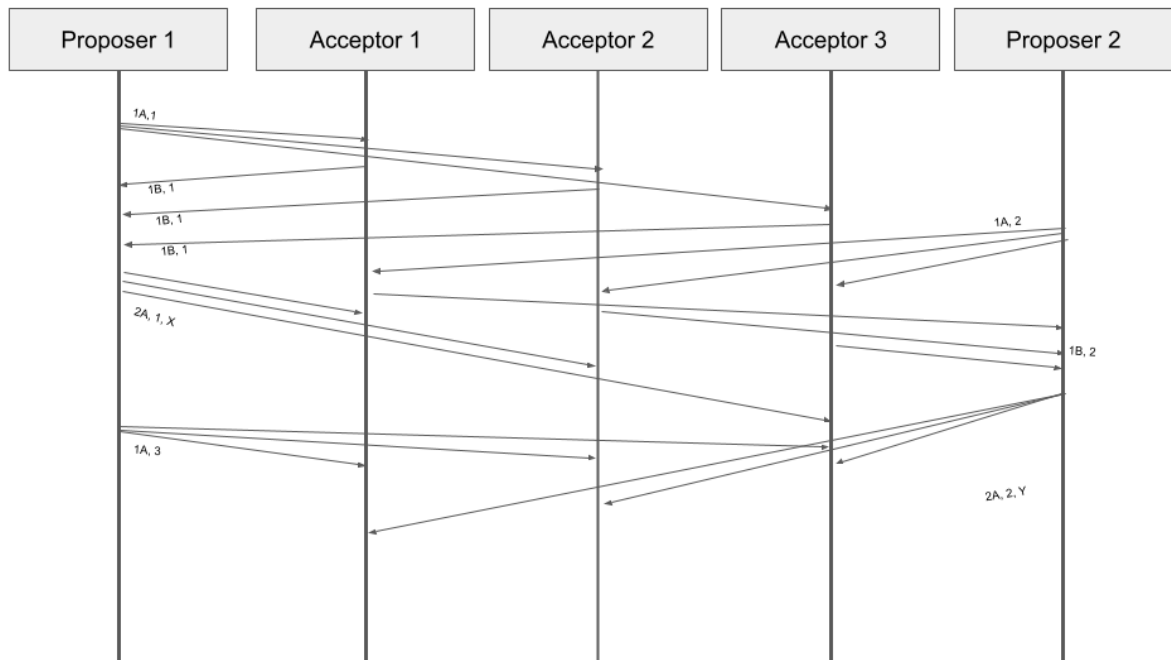 Proposer 1
Acceptor 1
Acceptor 2
Acceptor 3
Proposer 2
1A,1
1B, 1
1B, 1
1B, 1
1A, 2
2A, 1, X
1B, 2
1A, 3
2A, 2, Y